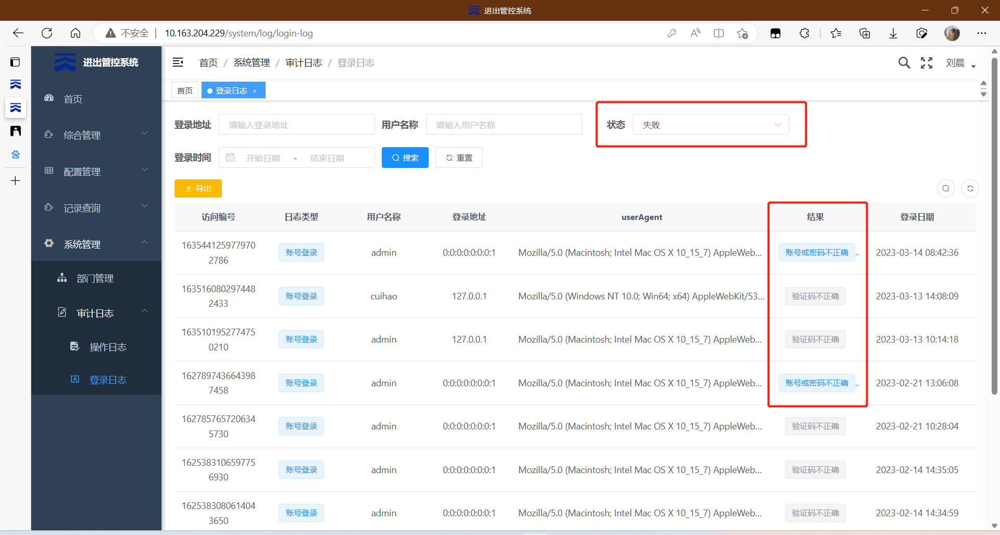 进出管控系统
不安全 10.163.204.229/system/log/login-log
进出管控系统
首页 / 系统管理 / 审计日志 / 登录日志
刘晨
首页
登录日志 ×
首页
综合管理
配置管理
记录查询
系统管理
部门管理
审计日志
操作日志
登录日志
登录地址 请输入登录地址 用户名称 请输入用户名称 状态 失败
登录时间 开始日期 - 结束日期 搜索 重置
导出
访问编号 日志类型 用户名称 登录地址 userAgent 结果 登录日期
163544125977970
2786 账号登录 admin 0:0:0:0:0:0:0:1 Mozilla/5.0 (Macintosh; Intel Mac OS X 10_15_7) AppleWeb... 账号或密码不正确 .. 2023-03-14 08:42:36
163516080297448
2433 账号登录 cuihao 127.0.0.1 Mozilla/5.0 (Windows NT 10.0; Win64; x64) AppleWebKit/53... 验证码不正确 2023-03-13 14:08:09
163510195277475
0210 账号登录 admin 127.0.0.1 Mozilla/5.0 (Macintosh; Intel Mac OS X 10_15_7) AppleWeb... 验证码不正确 2023-03-13 10:14:18
162789743664398
7458 账号登录 admin 0:0:0:0:0:0:0:1 Mozilla/5.0 (Macintosh; Intel Mac OS X 10_15_7) AppleWeb... 账号或密码不正确 .. 2023-02-21 13:06:08
162785765720634
5730 账号登录 admin 0:0:0:0:0:0:0:1 Mozilla/5.0 (Macintosh; Intel Mac OS X 10_15_7) AppleWeb... 验证码不正确 2023-02-21 10:28:04
162538310659775
6930 账号登录 admin 0:0:0:0:0:0:0:1 Mozilla/5.0 (Macintosh; Intel Mac OS X 10_15_7) AppleWeb... 验证码不正确 2023-02-14 14:35:05
162538308061404
3650 账号登录 admin 0:0:0:0:0:0:0:1 Mozilla/5.0 (Macintosh; Intel Mac OS X 10_15_7) AppleWeb... 验证码不正确 2023-02-14 14:34:59